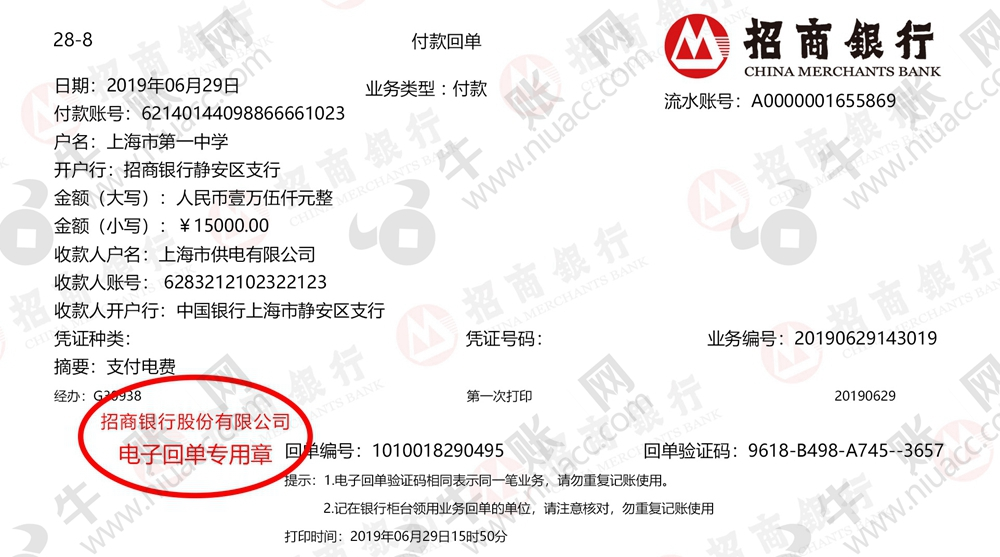 28-8
付款回单
招商银行
CHINA MERCHANTS BANK
日期：2019年06月29日
业务类型：付款
流水账号：A0000001655869
付款账号：62140144098866661023
户名：上海市第一中学
开户行：招商银行静安区支行
金额（大写）：人民币壹万伍仟元整
金额（小写）：￥15000.00
收款人户名：上海市供电有限公司
收款人账号：6283212102322123
收款人开户行：中国银行上海市静安区支行
凭证种类：
凭证号码：
业务编号：20190629143019
摘要：支付电费
经办：G39938
第一次打印
20190629
招商银行股份有限公司
电子回单专用章
回单编号：1010018290495
回单验证码：9618-B498-A745--3657
提示：1.电子回单验证码相同表示同一笔业务，请勿重复记账使用。
2.记在银行柜台领用业务回单的单位，请注意核对，勿重复记账使用
打印时间：2019年06月29日15时50分
牛账网
www.niuacc.com